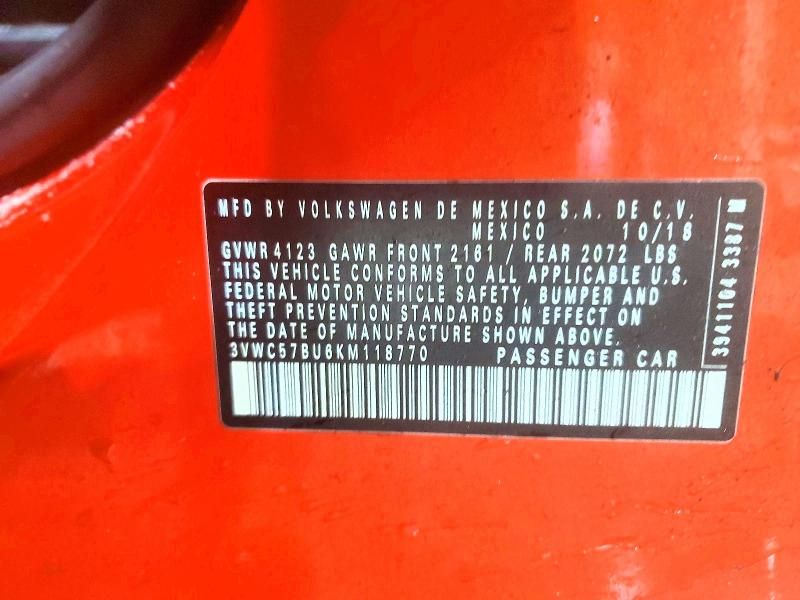 MFD BY VOLKSWAGEN DE MEXICO S.A. DE C.V.
MEXICO 10/18
GVWR 4123 GAWR FRONT 2161 / REAR 2072 LBS
THIS VEHICLE CONFORMS TO ALL APPLICABLE U.S.
FEDERAL MOTOR VEHICLE SAFETY, BUMPER AND
THEFT PREVENTION STANDARDS IN EFFECT ON
THE DATE OF MANUFACTURE SHOWN ABOVE.
3VWC57BU6KM118770 PASSENGER CAR
3941104 3387 M